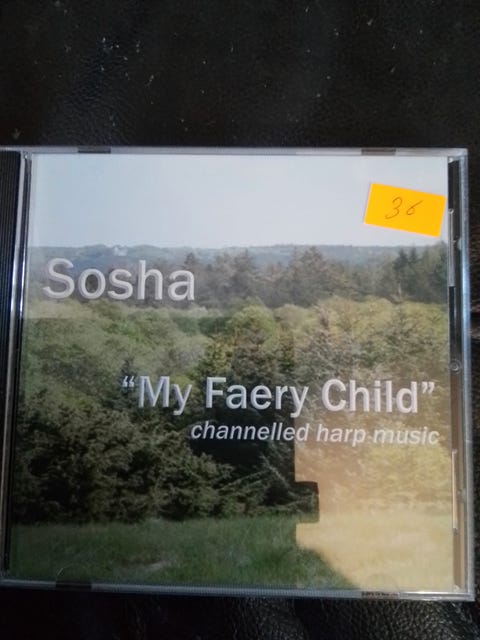 36
Sosha
“My Faery Child”
channelled harp music